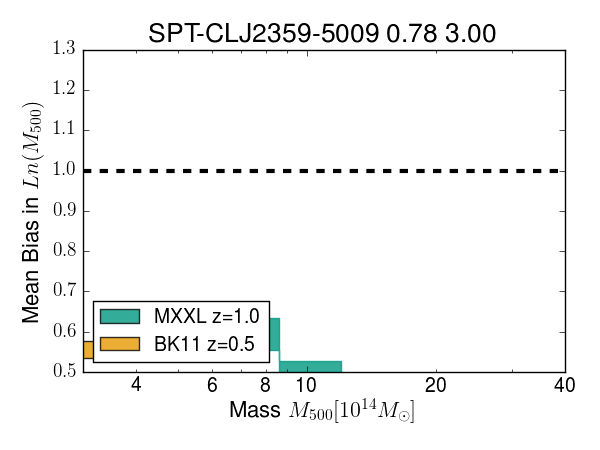 SPT-CLJ2359-5009 0.78 3.00
Mean Bias in Ln(M500)
1.3
1.2
1.1
1.0
0.9
0.8
0.7
0.6
0.5
MXXL z=1.0
BK11 z=0.5
4 6 8 10 20 40
Mass M500[10^14 M⊙]